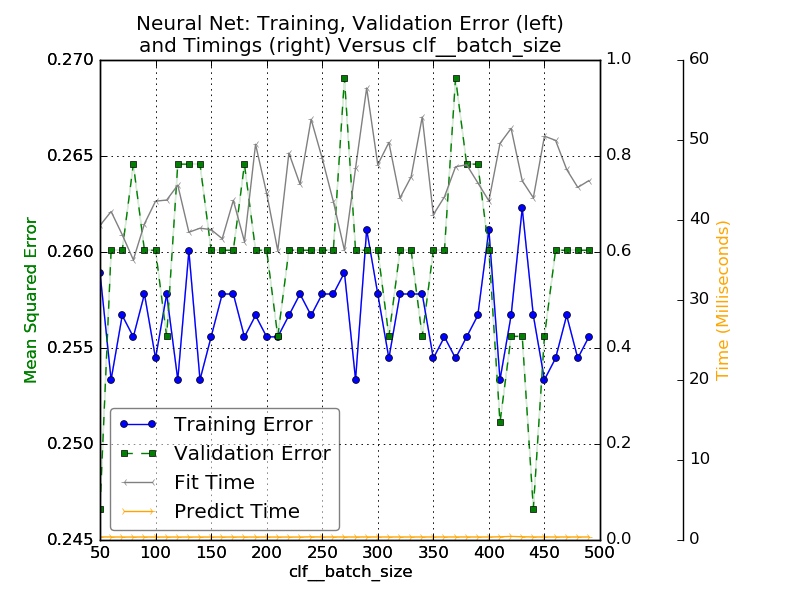 Neural Net: Training, Validation Error (left)
and Timings (right) Versus clf__batch_size
0.270
0.265
0.260
0.255
0.250
0.245
Mean Squared Error
1.0
0.8
0.6
0.4
0.2
0.0
60
50
40
30
20
10
0
Time (Milliseconds)
Training Error
Validation Error
Fit Time
Predict Time
50 100 150 200 250 300 350 400 450 500
clf__batch_size